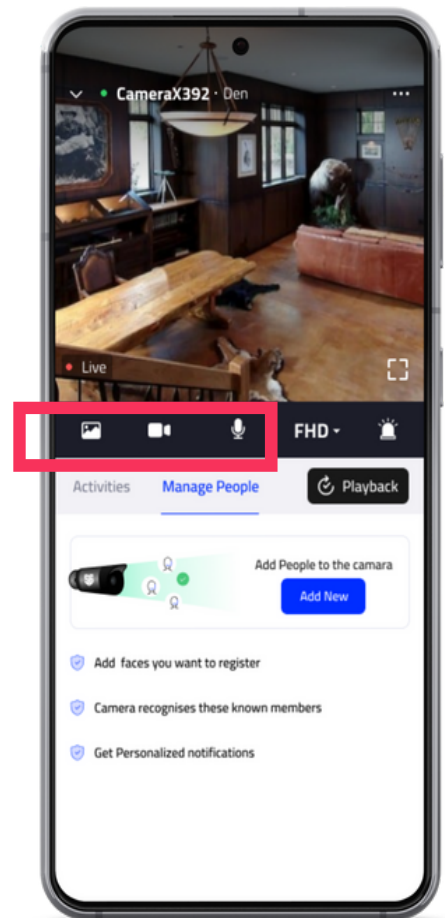 CameraX392 · Den
Live
FHD
Activities
Manage People
Playback
Add People to the camara
Add New
Add faces you want to register
Camera recognises these known members
Get Personalized notifications